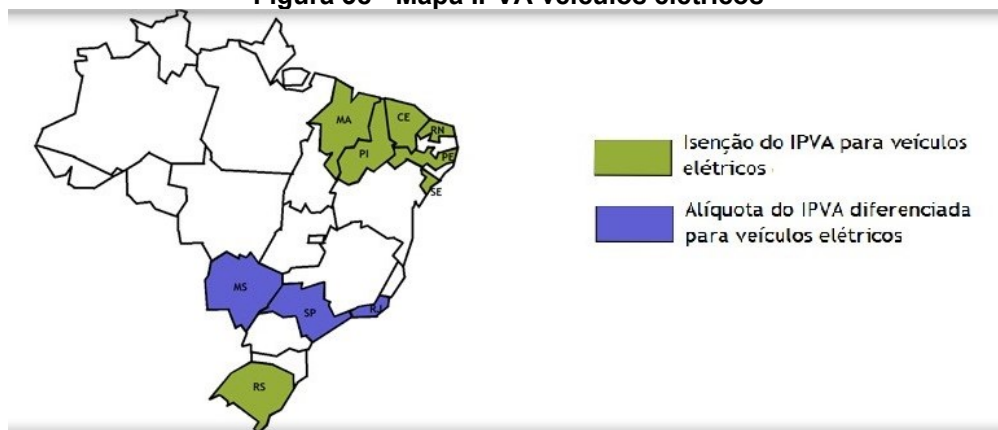 Figura 38 - Mapa IPVA veículos elétricos
MA
CE
RN
PI
PE
SE
MS
SP
RJ
RS
Isenção do IPVA para veículos
elétricos
Alíquota do IPVA diferenciada
para veículos elétricos